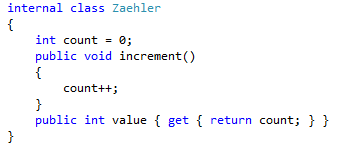 internal class Zaehler
{
int count = 0;
public void increment()
{
count++;
}
public int value { get { return count; } }
}